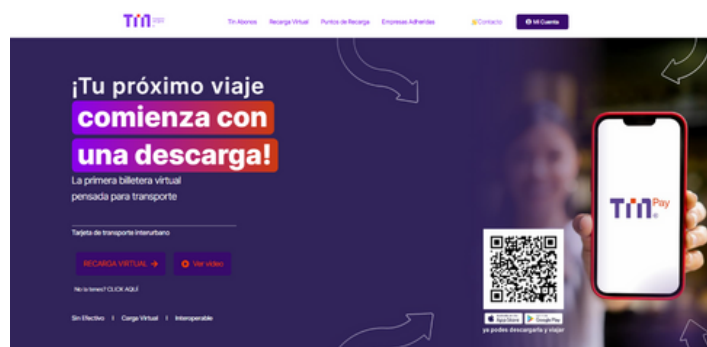 Tin
Tin Abonos Recarga Virtual Puntos de Recarga Empresas Adheridas Contacto Mi Cuenta
¡Tu próximo viaje
comienza con
una descarga!
La primera billetera virtual
pensada para transporte
Tarjeta de transporte interurbano
RECARGA VIRTUAL → Ver video
No la tenes? CLICK AQUÍ
Sin Efectivo I Carga Virtual I Interoperable
Tin Pay
App Store Google Play
ya podes descargarla y viajar